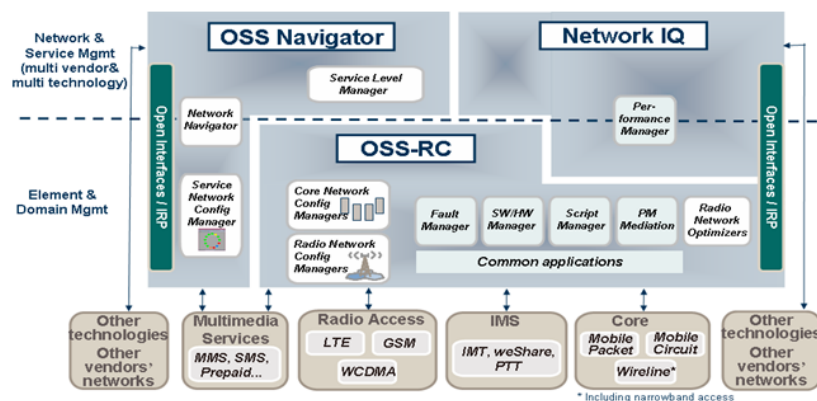 Network &
Service Mgmt
(multi vendor&
multi technology)
OSS Navigator
Network IQ
Service Level
Manager
Open Interfaces / IRP
Network
Navigator
Per-
formance
Manager
Open Interfaces / IRP
OSS-RC
Element &
Domain Mgmt
Service
Network
Config
Manager
Core Network
Config
Managers
Radio Network
Config
Managers
Fault
Manager
SW/HW
Manager
Script
Manager
PM
Mediation
Radio
Network
Optimizers
Common applications
Other
technologies
Other
vendors'
networks
Multimedia
Services
MMS, SMS,
Prepaid...
Radio Access
LTE
GSM
WCDMA
IMS
IMT, weShare,
PTT
Core
Mobile
Packet
Mobile
Circuit
Wireline*
Other
technologies
Other
vendors'
networks
* Including narrowband access